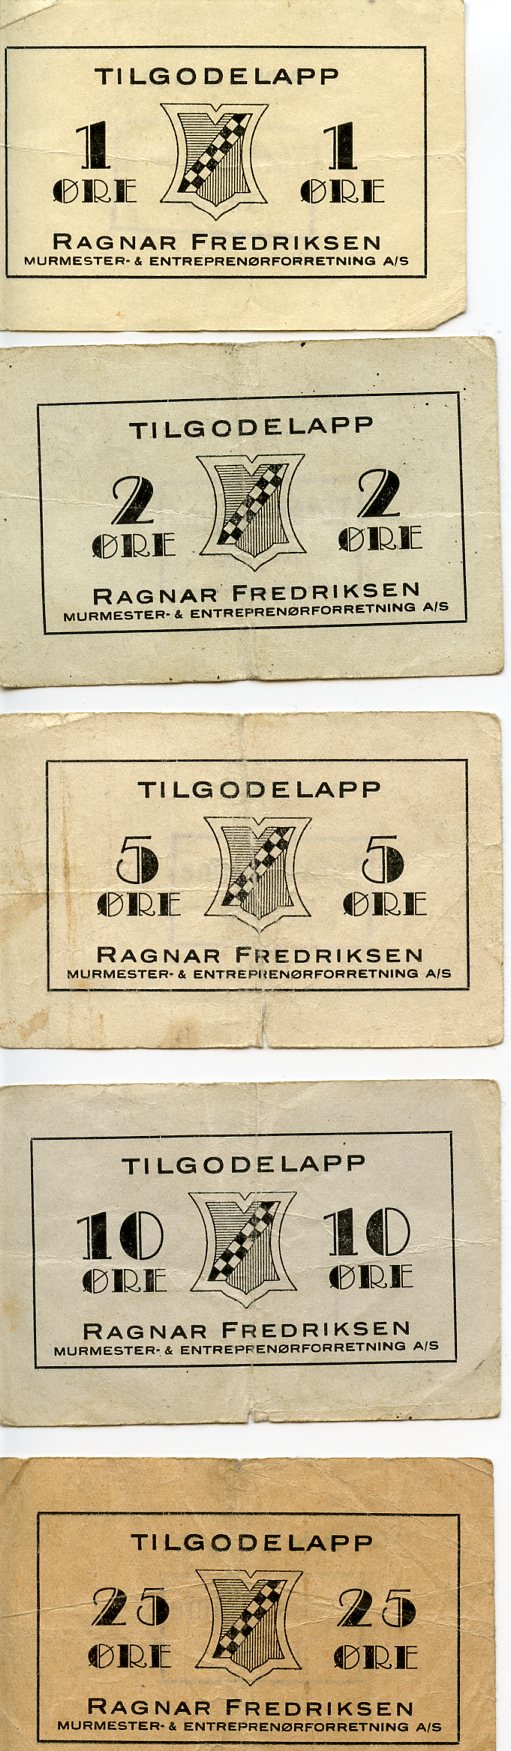 TILGODELAPP
1 1
ØRE ØRE
RAGNAR FREDRIKSEN
MURMESTER- & ENTREPRENØRFORRETNING A/S
TILGODELAPP
2 2
ØRE ØRE
RAGNAR FREDRIKSEN
MURMESTER- & ENTREPRENØRFORRETNING A/S
TILGODELAPP
5 5
ØRE ØRE
RAGNAR FREDRIKSEN
MURMESTER- & ENTREPRENØRFORRETNING A/S
TILGODELAPP
10 10
ØRE ØRE
RAGNAR FREDRIKSEN
MURMESTER- & ENTREPRENØRFORRETNING A/S
TILGODELAPP
25 25
ØRE ØRE
RAGNAR FREDRIKSEN
MURMESTER- & ENTREPRENØRFORRETNING A/S